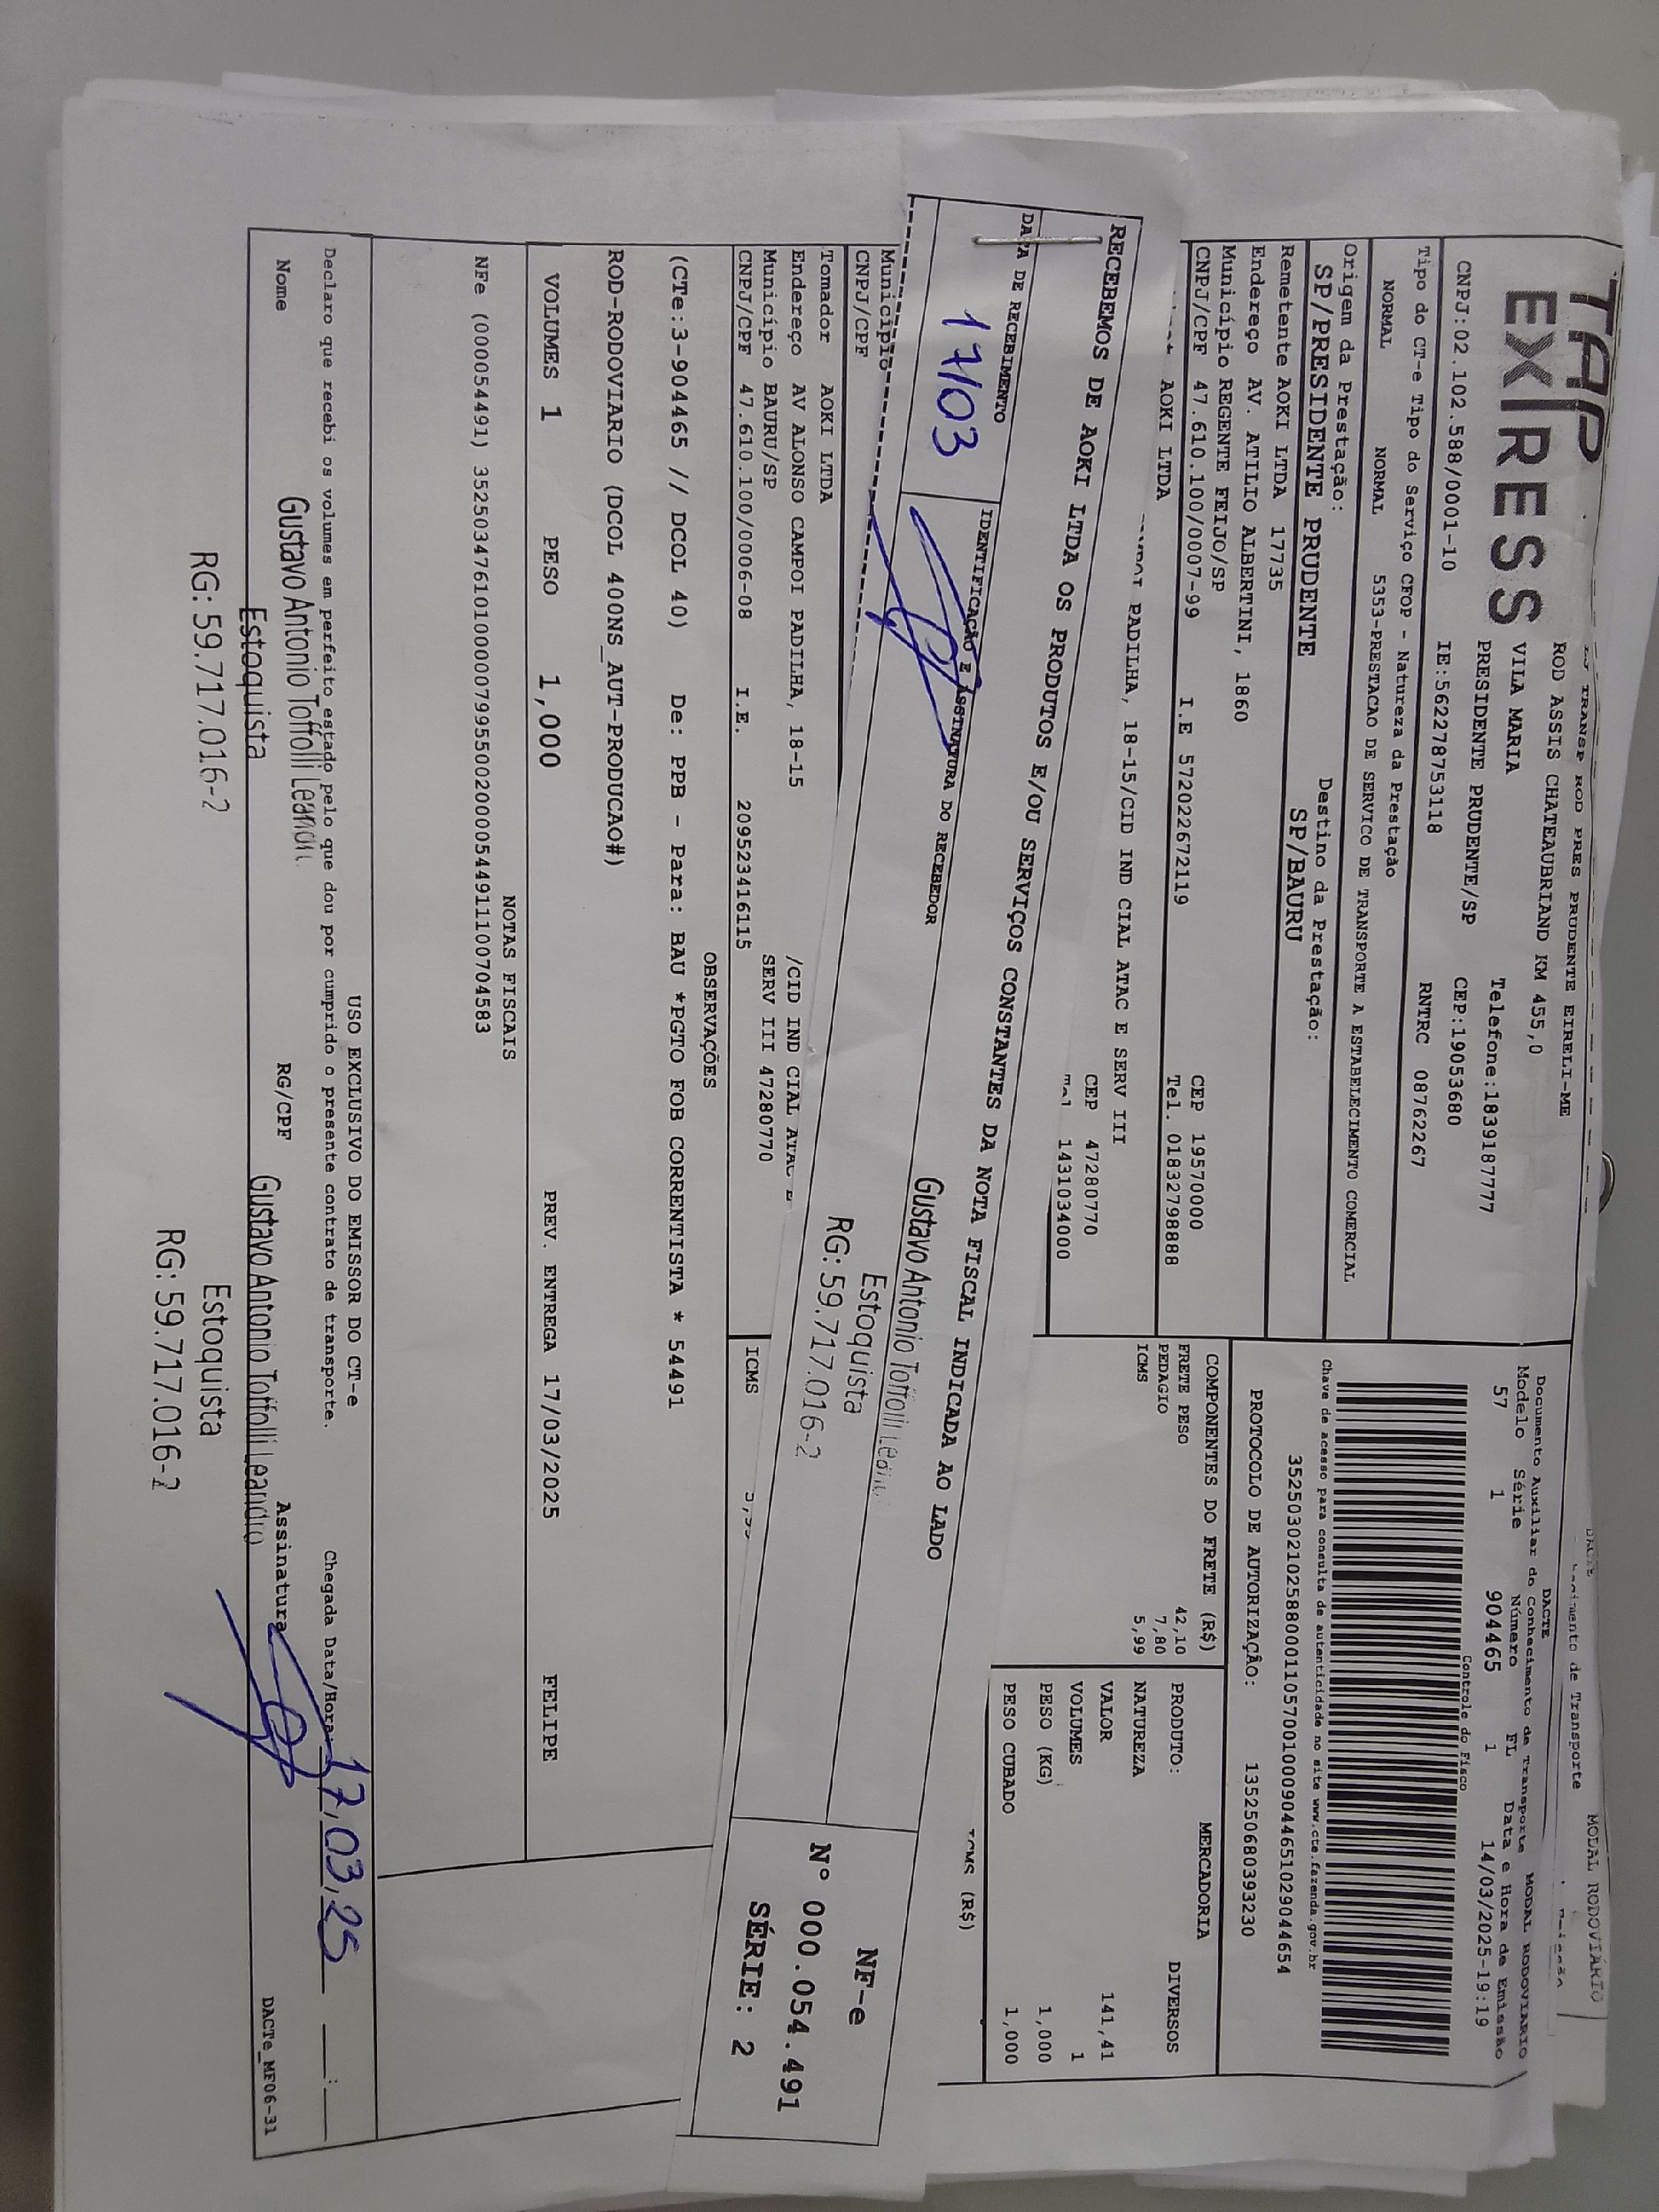 TAP
EXPRESS
TRANSP ROD PRES PRUDENTE EIRELI-ME
ROD ASSIS CHATEAUBRIAND KM 455,0
VILA MARIA Telefone:1839187777
PRESIDENTE PRUDENTE/SP CEP:19053680
CNPJ:02.102.588/0001-10 IE:562278753118 RNTRC 08762267
Tipo do CT-e Tipo do Serviço CFOP - Natureza da Prestação
NORMAL NORMAL 5353-PRESTACAO DE SERVICO DE TRANSPORTE A ESTABELECIMENTO COMERCIAL
Origem da Prestação: Destino da Prestação:
SP/PRESIDENTE PRUDENTE SP/BAURU
Remetente AOKI LTDA 17735
Endereço AV. ATILIO ALBERTINI, 1860
Município REGENTE FEIJO/SP CEP 19570000
CNPJ/CPF 47.610.100/0007-99 I.E 572022672119 Tel. 01832798888
AOKI LTDA
PADILHA, 18-15/CID IND CIAL ATAC E SERV III
CEP 47280770
1431034000
MODAL RODOVIÁRIO
de Transporte
DACTE
Documento Auxiliar do Conhecimento de Transporte MODAL RODOVIÁRIO
Modelo Série Número FL Data e Hora de Emissão
57 1 904465 1 14/03/2025-19:19
Controle do Fisco
Chave de acesso para consulta de autenticidade no site www.cte.fazenda.gov.br
35250302102588000110570010009044651029044654
PROTOCOLO DE AUTORIZAÇÃO: 135250680393230
COMPONENTES DO FRETE (R$)
FRETE PESO 42,10
PEDAGIO 7,80
ICMS 5,99
MERCADORIA
PRODUTO: DIVERSOS
NATUREZA
VALOR 141,41
VOLUMES 1
PESO (KG) 1,000
PESO CUBADO 1,000
ICMS (R$)
RECEBEMOS DE AOKI LTDA OS PRODUTOS E/OU SERVIÇOS CONSTANTES DA NOTA FISCAL INDICADA AO LADO
DATA DE RECEBIMENTO
17/03
IDENTIFICAÇÃO E ASSINATURA DO RECEBEDOR
Gustavo Antonio Toffolli
Estoquista
RG: 59.717.016-2
NF-e
N° 000.054.491
SÉRIE: 2
Município
CNPJ/CPF
Tomador AOKI LTDA
Endereço AV ALONSO CAMPOI PADILHA, 18-15 /CID IND CIAL ATAC E
Município BAURU/SP SERV III 47280770
CNPJ/CPF 47.610.100/0006-08 I.E. 209523416115
ICMS
OBSERVAÇÕES
(CTe:3-904465 // DCOL 40) De: PPB - Para: BAU *PGTO FOB CORRENTISTA * 54491
ROD-RODOVIARIO (DCOL 400NS_AUT-PRODUCAO#)
VOLUMES 1 PESO 1,000 PREV. ENTREGA 17/03/2025 FELIPE
NOTAS FISCAIS
NFe (000054491) 35250347610100000799550020000544911100704583
USO EXCLUSIVO DO EMISSOR DO CT-e
Declaro que recebi os volumes em perfeito estado pelo que dou por cumprido o presente contrato de transporte. Chegada Data/Hora: 17/03/25 __:__
Nome RG/CPF Assinatura
Gustavo Antonio Toffolli Leandro
Estoquista
RG: 59.717.016-2
Gustavo Antonio Toffolli Leandro
Estoquista
RG: 59.717.016-2
DACTe_MF06-31